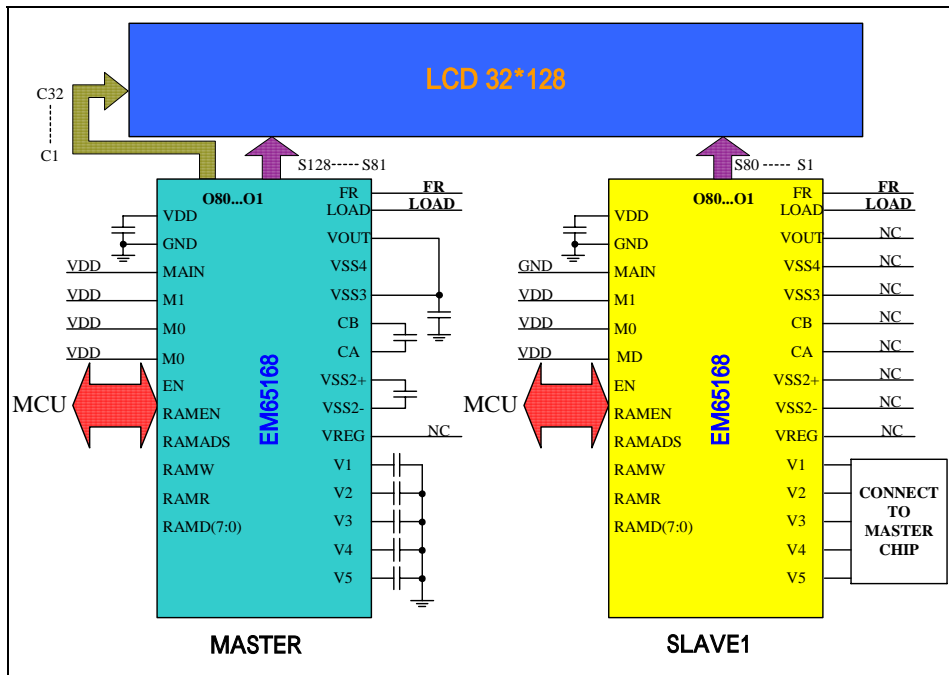 LCD 32*128
C32
C1
S128 ----- S81
S80 ----- S1
O80...O1
VDD
GND
VDD MAIN
VDD M1
VDD M0
VDD M0
EN
MCU
RAMEN
RAMADS
RAMW
RAMR
RAMD(7:0)
EM65168
FR FR
LOAD LOAD
VOUT
VSS4
VSS3
CB
CA
VSS2+
VSS2-
VREG NC
V1
V2
V3
V4
V5
MASTER
O80...O1
VDD
GND
GND MAIN
VDD M1
VDD M0
VDD MD
EN
MCU
RAMEN
RAMADS
RAMW
RAMR
RAMD(7:0)
EM65168
FR FR
LOAD LOAD
VOUT NC
VSS4 NC
VSS3 NC
CB NC
CA NC
VSS2+ NC
VSS2- NC
VREG NC
V1
V2
V3
V4
V5
CONNECT
TO
MASTER
CHIP
SLAVE1